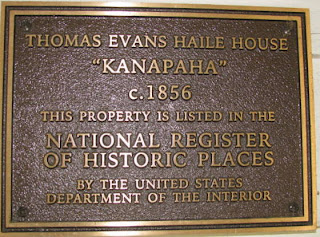 THOMAS EVANS HAILE HOUSE
"KANAPAHA"
c.1856
THIS PROPERTY IS LISTED IN THE
NATIONAL REGISTER
OF HISTORIC PLACES
BY THE UNITED STATES
DEPARTMENT OF THE INTERIOR